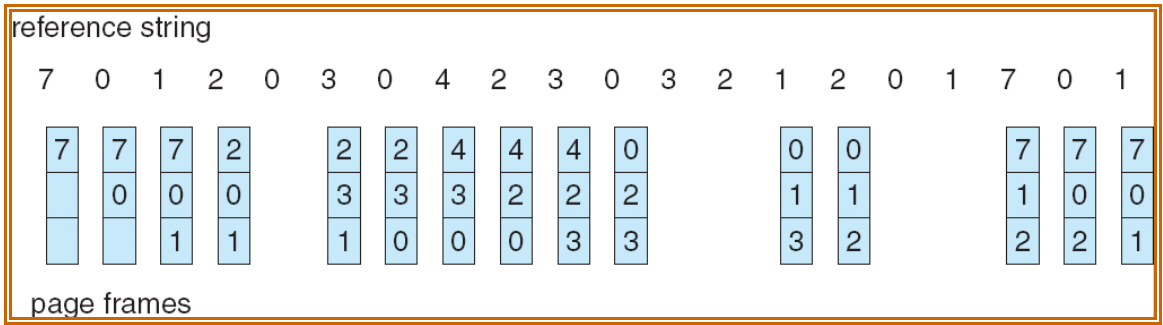 reference string
7 0 1 2 0 3 0 4 2 3 0 3 2 1 2 0 1 7 0 1
7 7 7 2 2 2 4 4 4 0 0 0 7 7 7
0 0 0 3 3 3 2 2 2 1 1 1 0 0
1 1 1 0 0 0 3 3 3 2 2 2 1
page frames